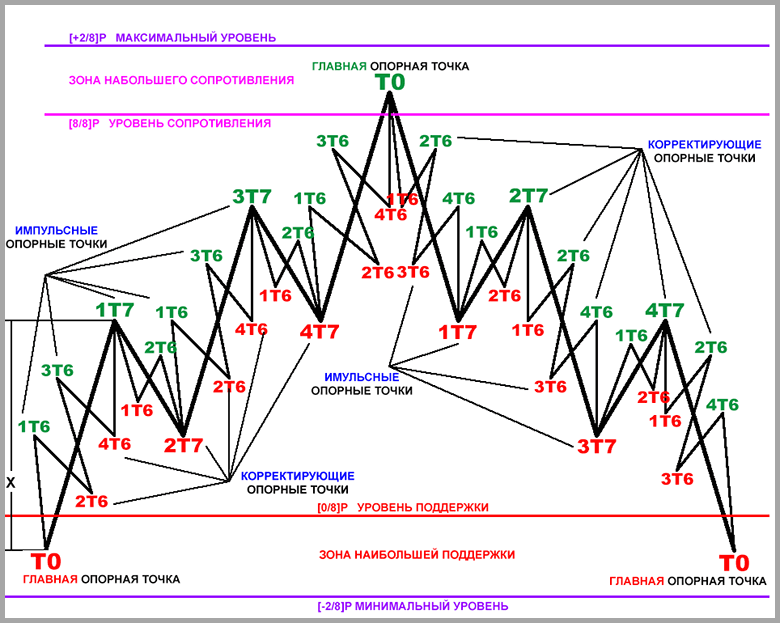 [+2/8]P МАКСИМАЛЬНЫЙ УРОВЕНЬ
ГЛАВНАЯ ОПОРНАЯ ТОЧКА
ЗОНА НАБОЛЬШЕГО СОПРОТИВЛЕНИЯ
T0
[8/8]P УРОВЕНЬ СОПРОТИВЛЕНИЯ
3T6 2T6
КОРРЕКТИРУЮЩИЕ
ОПОРНЫЕ ТОЧКИ
3T7 1T6 1T6 4T6 2T7
4T6
ИМПУЛЬСНЫЕ
ОПОРНЫЕ ТОЧКИ
2T6 1T6
3T6 2T6 3T6 2T6
1T6 2T6
1T7 1T6 4T6 4T7 1T7 1T6 4T6 4T7
2T6 1T6 2T6
3T6 2T6 3T6
ИМУЛЬСНЫЕ
ОПОРНЫЕ ТОЧКИ
2T6
1T6 1T6 4T6
1T6 4T6 2T7 3T7
КОРРЕКТИРУЮЩИЕ
ОПОРНЫЕ ТОЧКИ
3T6
X
2T6
[0/8]P УРОВЕНЬ ПОДДЕРЖКИ
T0
ЗОНА НАИБОЛЬШЕЙ ПОДДЕРЖКИ
T0
ГЛАВНАЯ ОПОРНАЯ ТОЧКА
ГЛАВНАЯ ОПОРНАЯ ТОЧКА
[-2/8]P МИНИМАЛЬНЫЙ УРОВЕНЬ